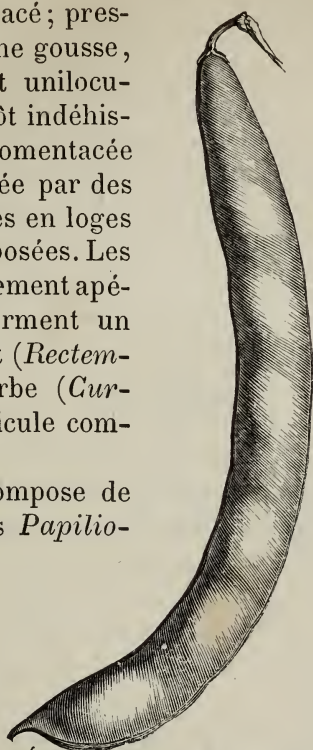 acé ; pres-
ne gousse,
t unilocu-
ôt indéhis-
omentacée
ée par des
es en loges
posées. Les
ement apé-
rment un
t (Rectem-
rbe (Cur-
icule com-
ompose de
s Papilio-